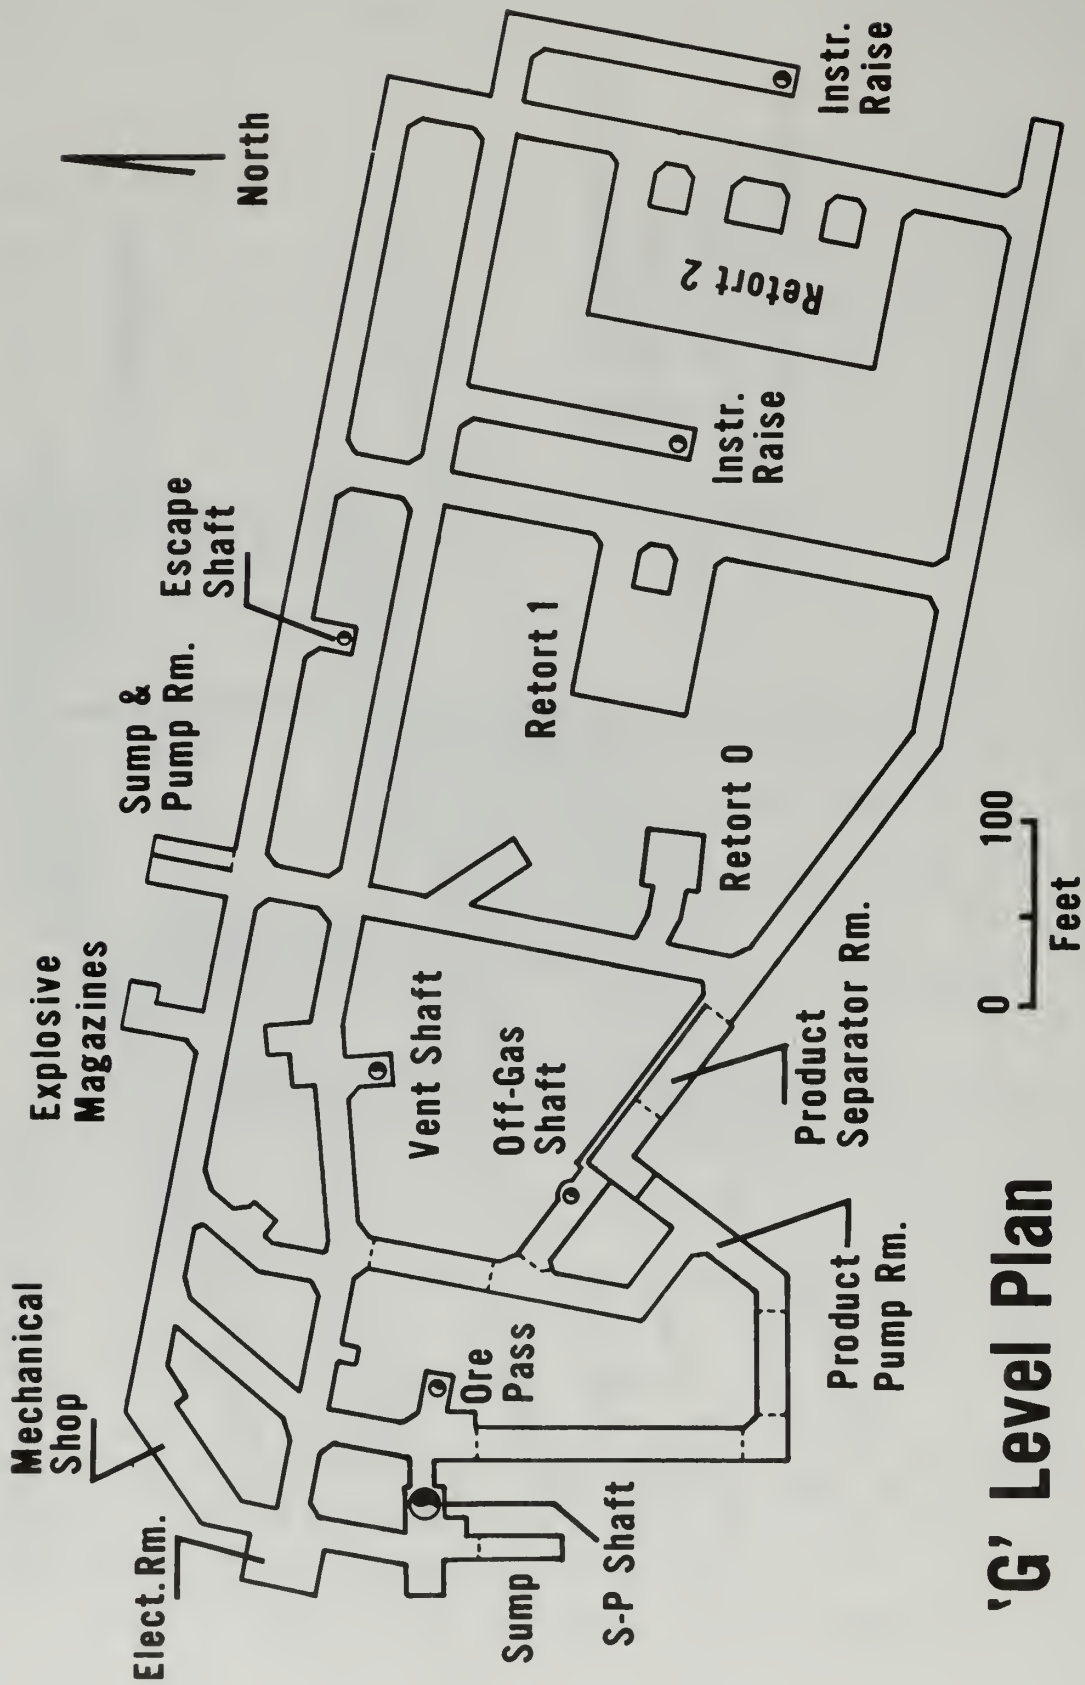 Mechanical
Shop
Explosive
Magazines
Sump &
Pump Rm.
Escape
Shaft
North
Elect.Rm.
Vent Shaft
Off-Gas
Shaft
Ore
Pass
Sump
S-P Shaft
Retort 0
Retort 1
Retort 2
Instr.
Raise
Instr.
Raise
Product
Separator Rm.
Product
Pump Rm.
'G' Level Plan
0 100
Feet